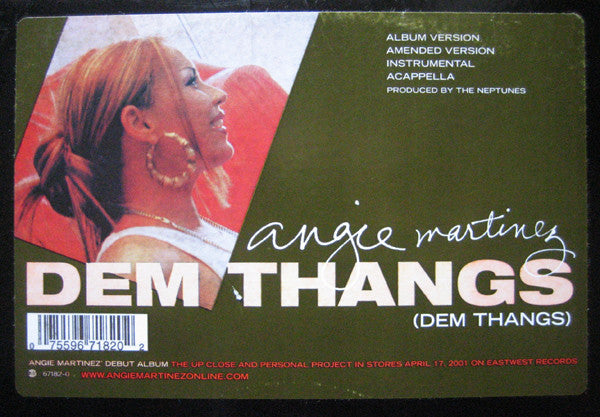 ALBUM VERSION
AMENDED VERSION
INSTRUMENTAL
ACAPPELLA
PRODUCED BY THE NEPTUNES
angie martinez
DEM THANGS
(DEM THANGS)
0 75596 71820 2
ANGIE MARTINEZ' DEBUT ALBUM THE UP CLOSE AND PERSONAL PROJECT IN STORES APRIL 17, 2001 ON EASTWEST RECORDS
67182-0 WWW.ANGIEMARTINEZONLINE.COM